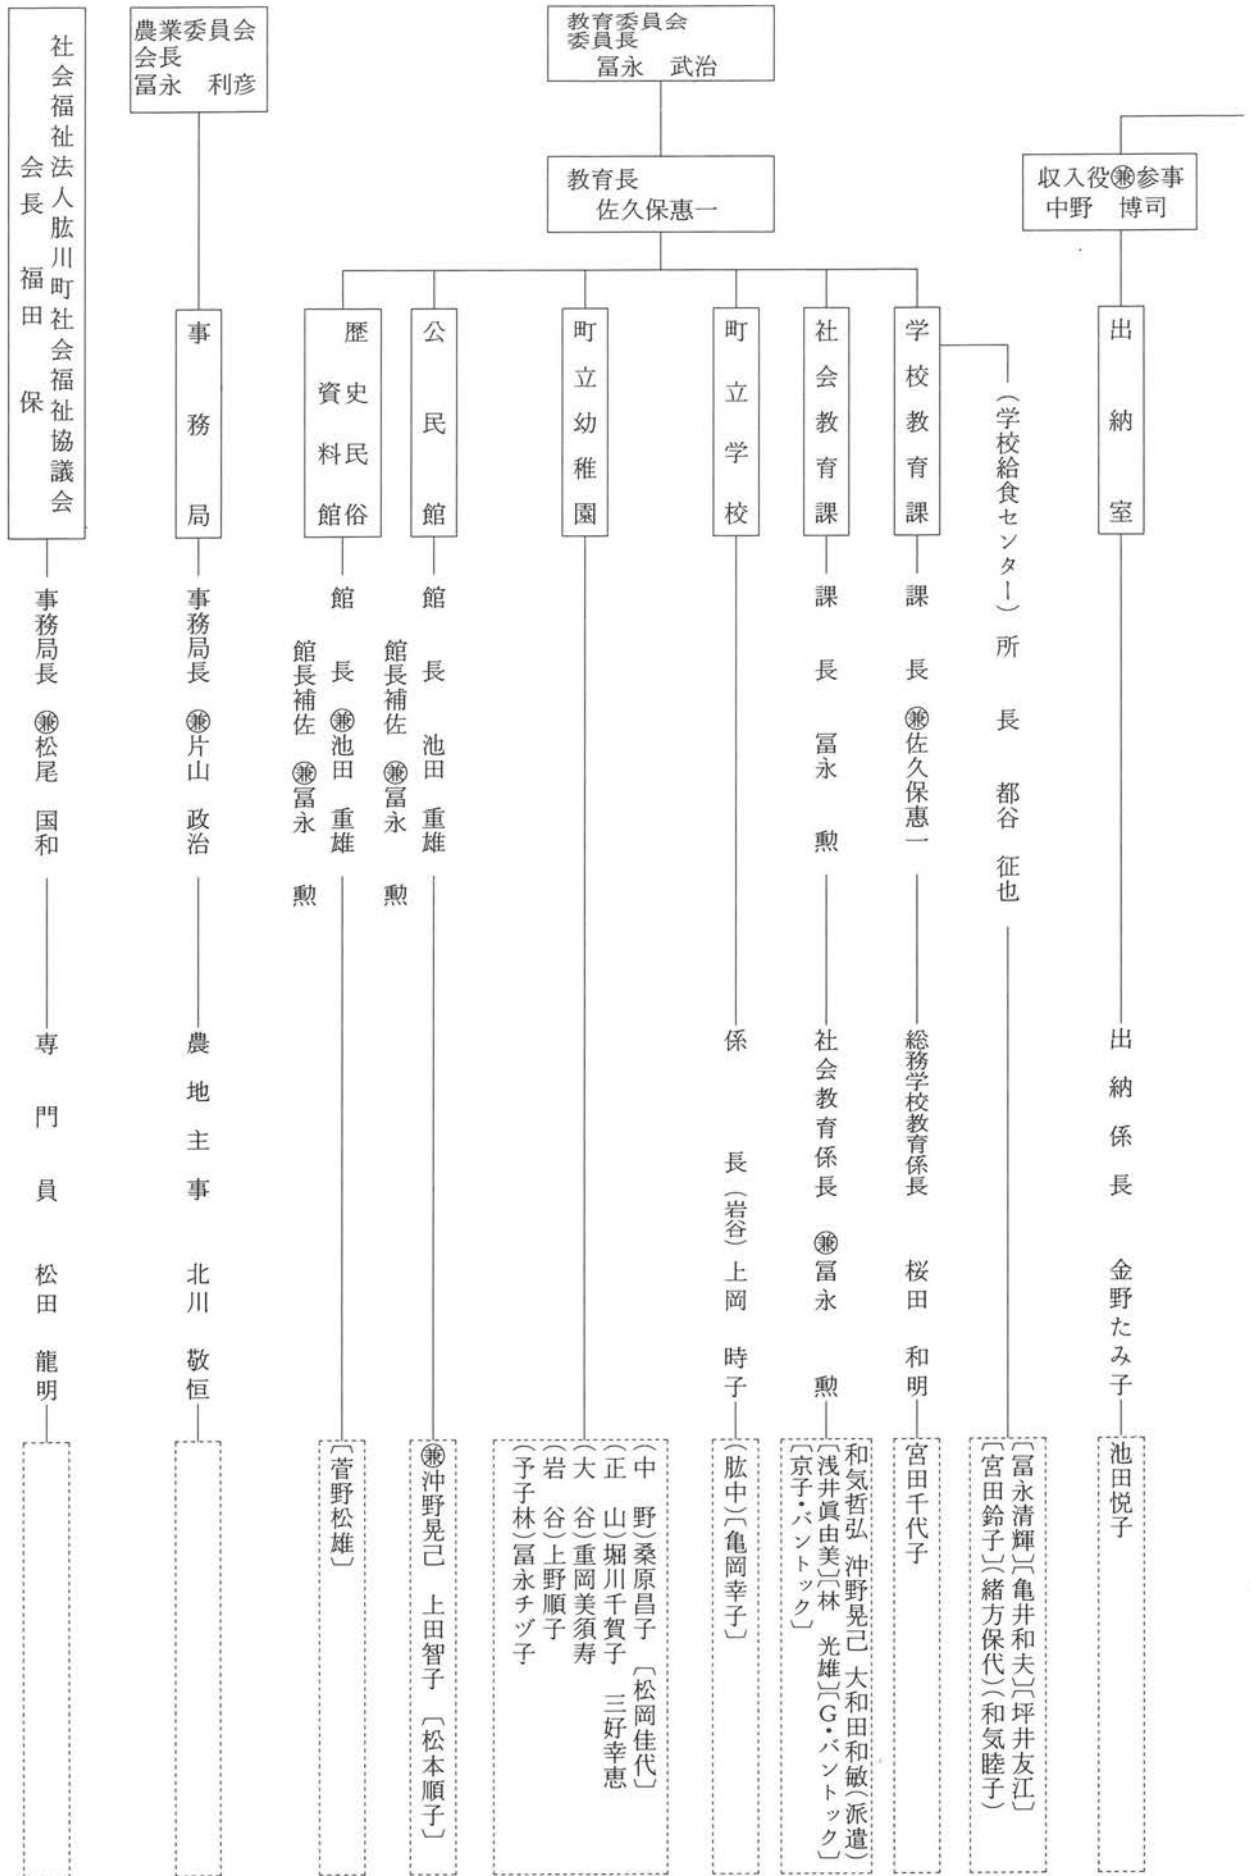 収入役㊎参事
中野　博司
出納室
出納係長　金野たみ子
池田悦子
教育委員会
委員長
冨永　武治
教育長
佐久保惠一
(学校給食センター)所長　都谷征也
〔冨永清輝〕〔亀井和夫〕〔坪井友江〕
〔宮田鈴子〕(緒方保代)(和気睦子)
学校教育課
課長　兼佐久保惠一
総務学校教育係長　桜田和明
宮田千代子
社会教育課
課長　冨永　勲
社会教育係長　兼冨永　勲
和気哲弘　沖野晃己　大和田和敏(派遣)
〔浅井眞由美〕〔林　光雄〕〔G・バントック〕
〔京子・バントック〕
町立学校
係長(岩谷)上岡時子
(肱中)〔亀岡幸子〕
町立幼稚園
(中　野)桑原昌子　〔松岡佳代〕
(正　山)堀川千賀子　三好幸恵
(大　谷)重岡美須寿
(岩　谷)上野順子
(予子林)冨永チヅ子
公民館
館長　池田重雄
館長補佐　兼冨永　勲
兼沖野晃己　上田智子　〔松本順子〕
歴史民俗
資料館
館長　兼池田重雄
館長補佐　兼冨永　勲
〔菅野松雄〕
農業委員会
会長
冨永　利彦
事務局
事務局長　兼片山政治
農地主事　北川敬恒
社会福祉法人肱川町社会福祉協議会
会長　福田　保
事務局長　兼松尾国和
専門員　松田龍明